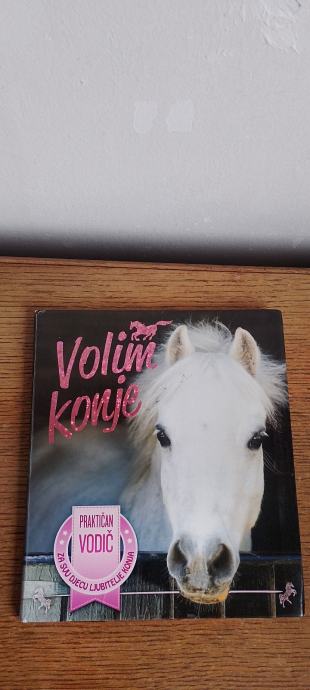 Volim
konje
PRAKTIČAN
VODIČ
ZA SVU DJECU LJUBITELJE KONJA